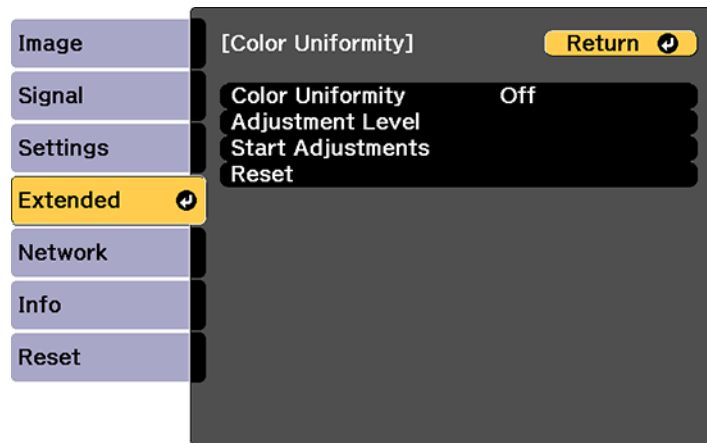 Image
Signal
Settings
Extended
Network
Info
Reset
[Color Uniformity]
Return
Color Uniformity Off
Adjustment Level
Start Adjustments
Reset